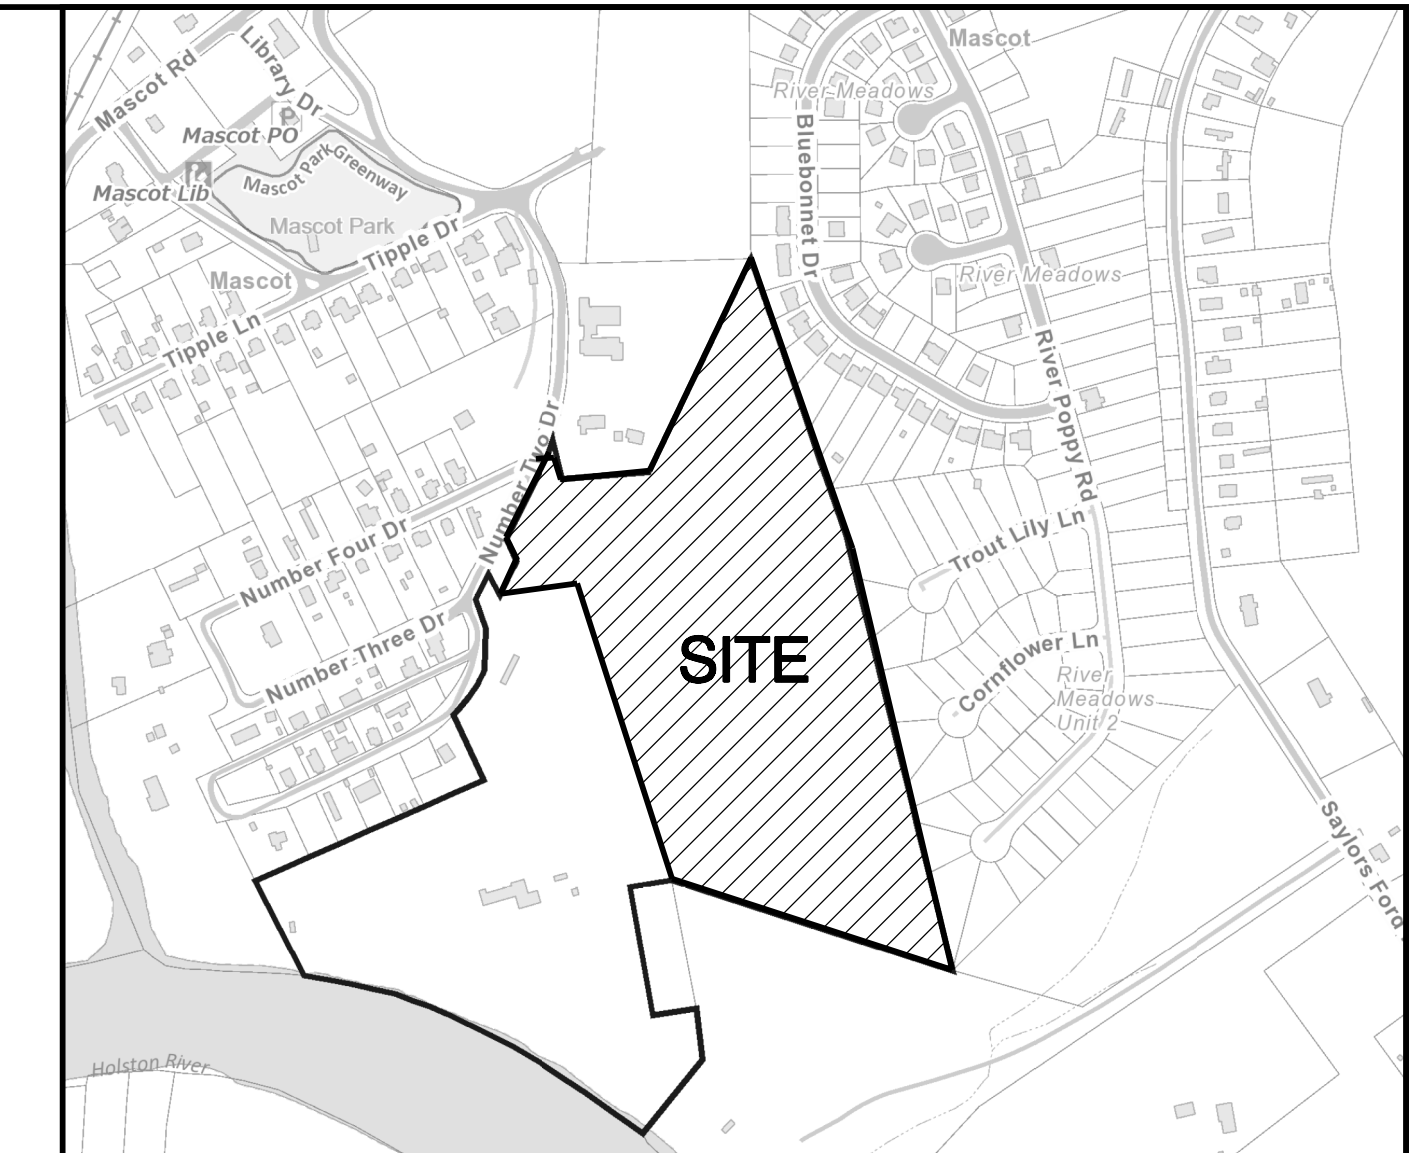 Mascot Rd
Library Dr
P
Mascot PO
Mascot Park Greenway
Mascot Lib
Mascot Park
Tipple Dr
Mascot
Tipple Ln
Mascot
River Meadows
Bluebonnet Dr
River Meadows
River Poppy Rd
Number Two Dr
Number Four Dr
Trout Lily Ln
Number Three Dr
SITE
Cornflower Ln
River
Meadows
Unit 2
Saylors Ford
Holston River